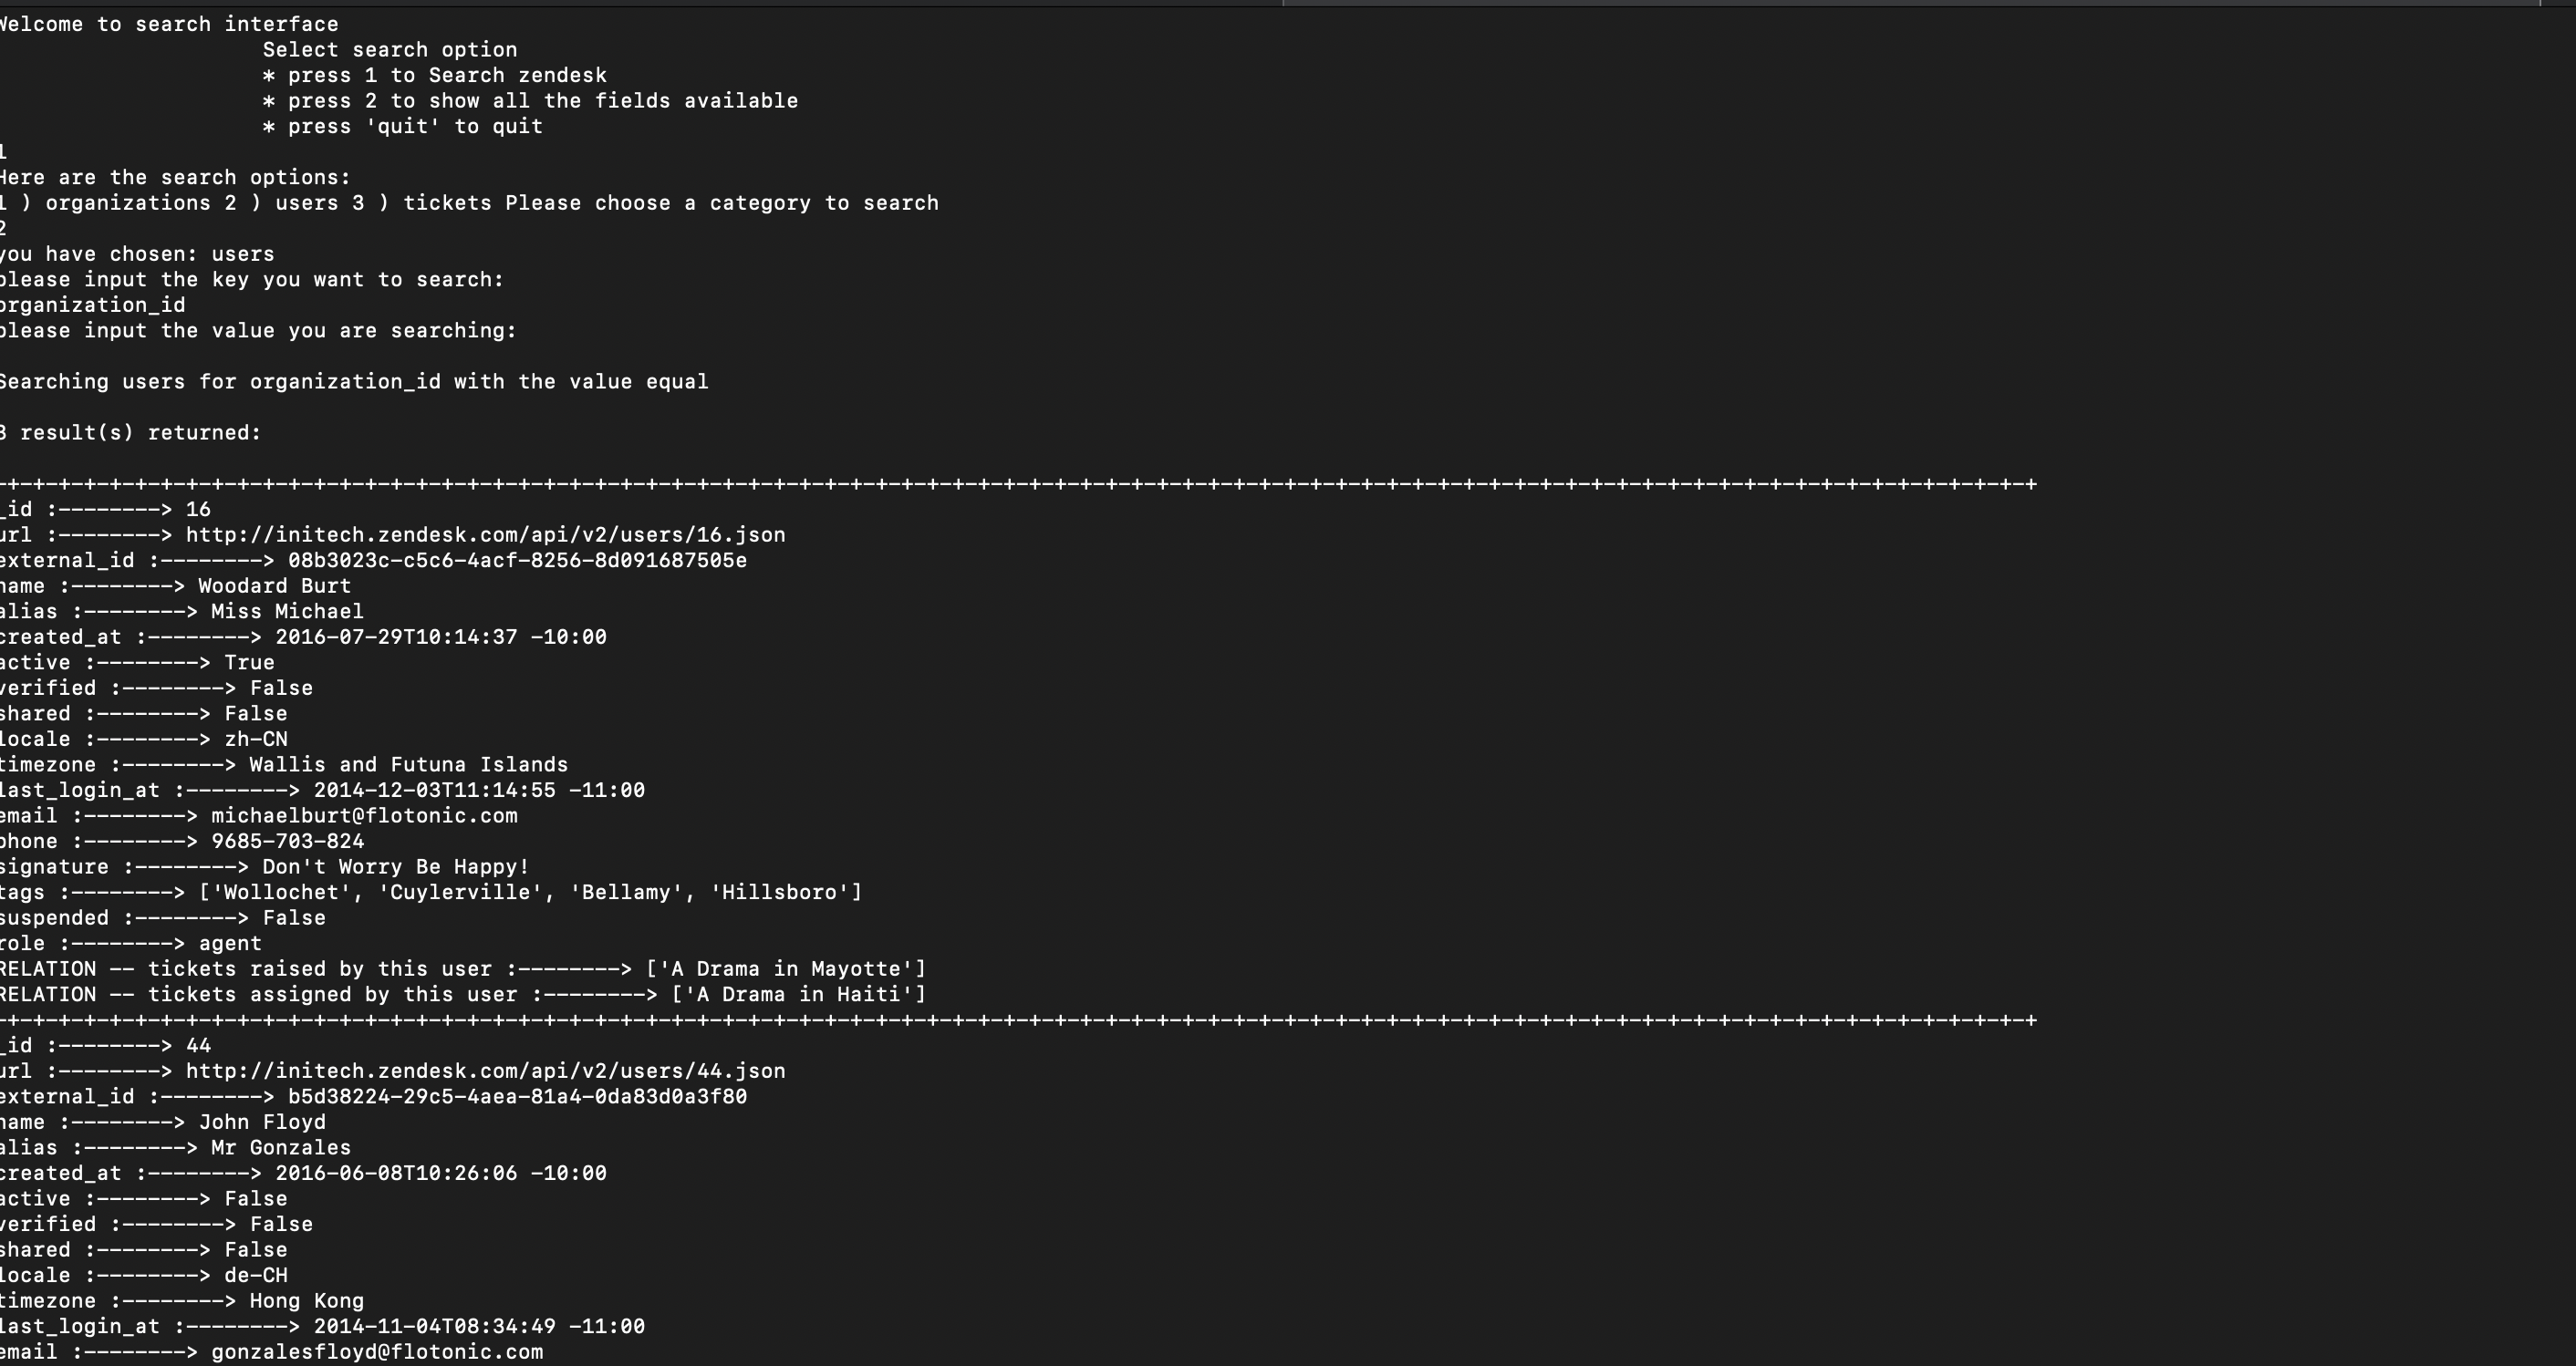 Welcome to search interface
Select search option
* press 1 to Search zendesk
* press 2 to show all the fields available
* press 'quit' to quit
1
Here are the search options:
1 ) organizations 2 ) users 3 ) tickets Please choose a category to search
2
you have chosen: users
please input the key you want to search:
organization_id
please input the value you are searching:
Searching users for organization_id with the value equal
3 result(s) returned:
-+-+-+-+-+-+-+-+-+-+-+-+-+-+-+-+-+-+-+-+-+-+-+-+-+-+-+-+-+-+-+-+-+-+-+-+-+-+-+-+-+-+-+-+-+-+-+-+-+-+-+-+-+-+-+-+-+-+-+-+-+-+-+-+-+-+-+-+-+-+-+-+-+-+-+-+-+-+-+-+
_id :--------> 16
url :--------> http://initech.zendesk.com/api/v2/users/16.json
external_id :--------> 08b3023c-c5c6-4acf-8256-8d091687505e
name :--------> Woodard Burt
alias :--------> Miss Michael
created_at :--------> 2016-07-29T10:14:37 -10:00
active :--------> True
verified :--------> False
shared :--------> False
locale :--------> zh-CN
timezone :--------> Wallis and Futuna Islands
last_login_at :--------> 2014-12-03T11:14:55 -11:00
email :--------> michaelburt@flotonic.com
phone :--------> 9685-703-824
signature :--------> Don't Worry Be Happy!
tags :--------> ['Wollochet', 'Cuylerville', 'Bellamy', 'Hillsboro']
suspended :--------> False
role :--------> agent
RELATION -- tickets raised by this user :--------> ['A Drama in Mayotte']
RELATION -- tickets assigned by this user :--------> ['A Drama in Haiti']
-+-+-+-+-+-+-+-+-+-+-+-+-+-+-+-+-+-+-+-+-+-+-+-+-+-+-+-+-+-+-+-+-+-+-+-+-+-+-+-+-+-+-+-+-+-+-+-+-+-+-+-+-+-+-+-+-+-+-+-+-+-+-+-+-+-+-+-+-+-+-+-+-+-+-+-+-+-+-+-+
_id :--------> 44
url :--------> http://initech.zendesk.com/api/v2/users/44.json
external_id :--------> b5d38224-29c5-4aea-81a4-0da83d0a3f80
name :--------> John Floyd
alias :--------> Mr Gonzales
created_at :--------> 2016-06-08T10:26:06 -10:00
active :--------> False
verified :--------> False
shared :--------> False
locale :--------> de-CH
timezone :--------> Hong Kong
last_login_at :--------> 2014-11-04T08:34:49 -11:00
email :--------> gonzalesfloyd@flotonic.com